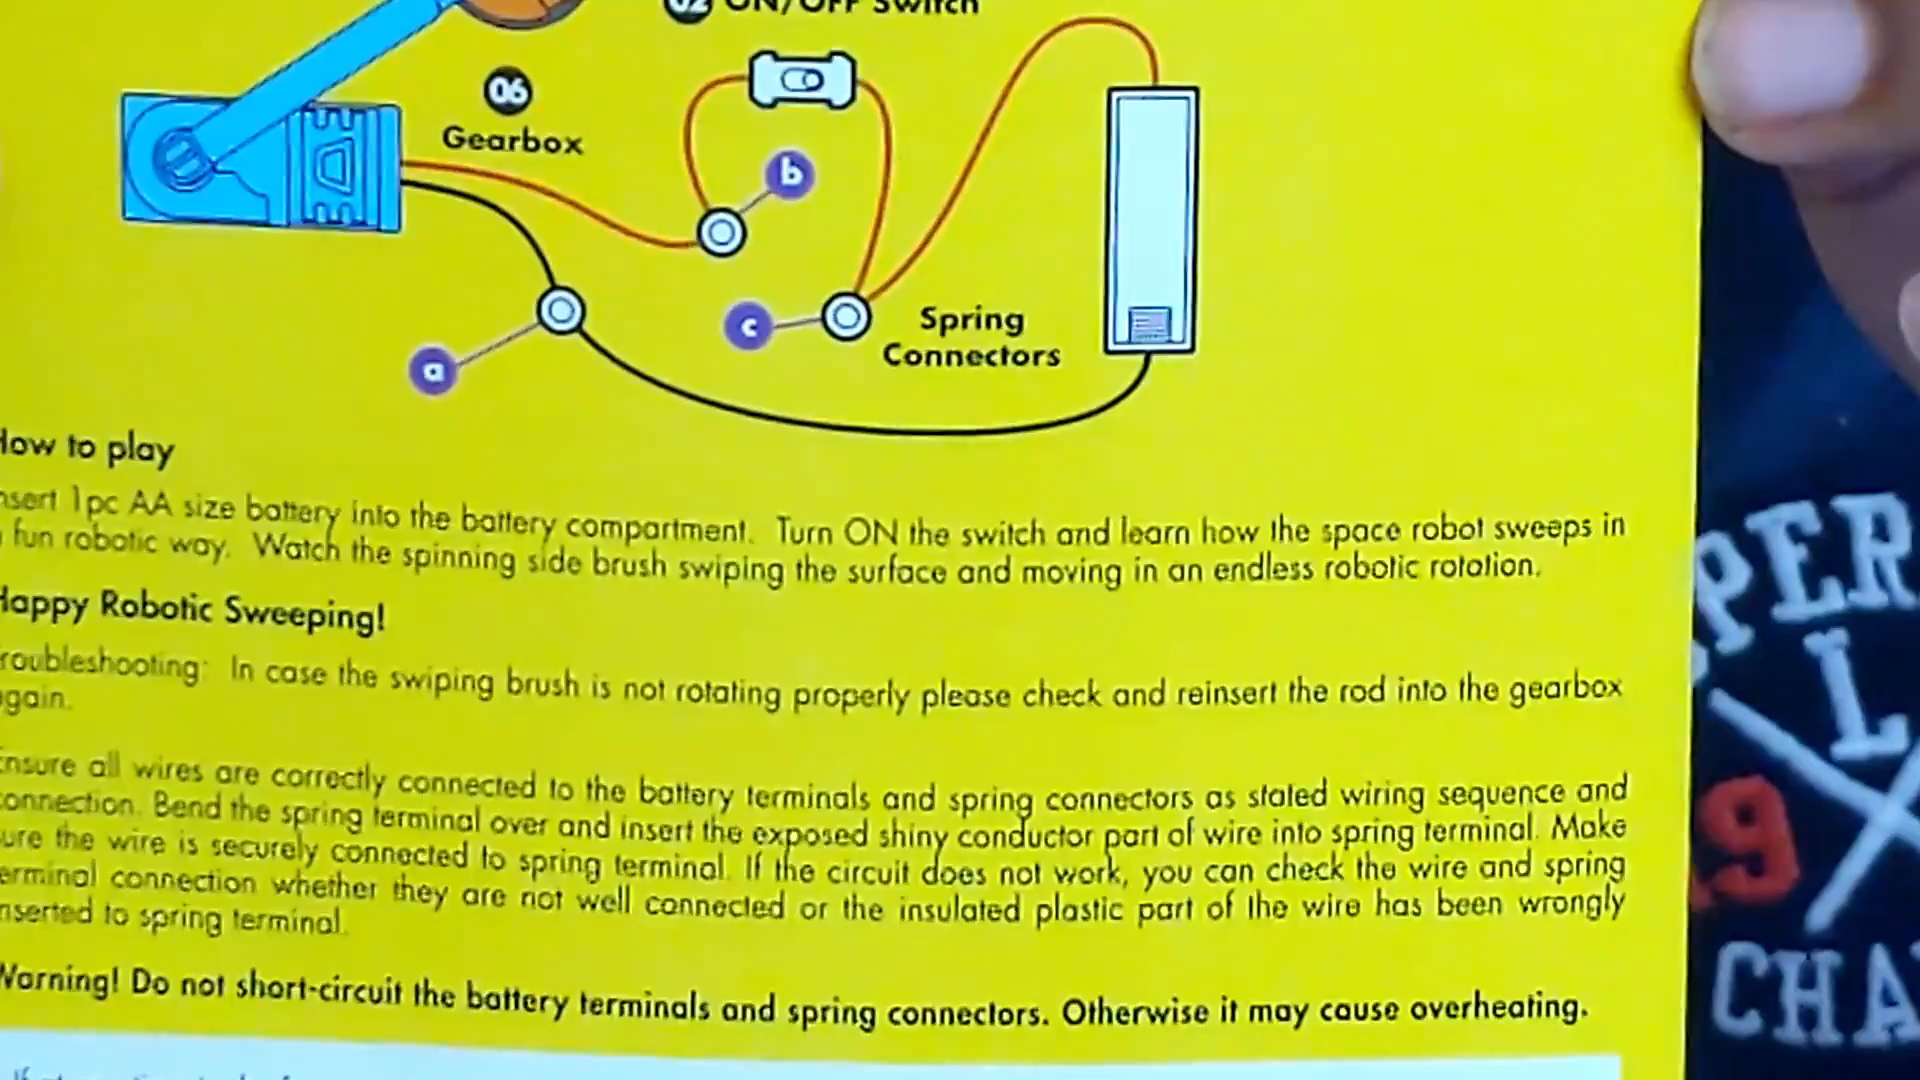 02 ON/OFF Switch
06
Gearbox
b
c
Spring
Connectors
a
How to play
nsert 1pc AA size battery into the battery compartment. Turn ON the switch and learn how the space robot sweeps in
fun robotic way. Watch the spinning side brush swiping the surface and moving in an endless robotic rotation.
Happy Robotic Sweeping!
roubleshooting: In case the swiping brush is not rotating properly please check and reinsert the rod into the gearbox
gain.
Ensure all wires are correctly connected to the battery terminals and spring connectors as stated wiring sequence and
onnection. Bend the spring terminal over and insert the exposed shiny conductor part of wire into spring terminal. Make
ure the wire is securely connected to spring terminal. If the circuit does not work, you can check the wire and spring
erminal connection whether they are not well connected or the insulated plastic part of the wire has been wrongly
nserted to spring terminal.
Warning! Do not short-circuit the battery terminals and spring connectors. Otherwise it may cause overheating.
PER
L
9
CHA